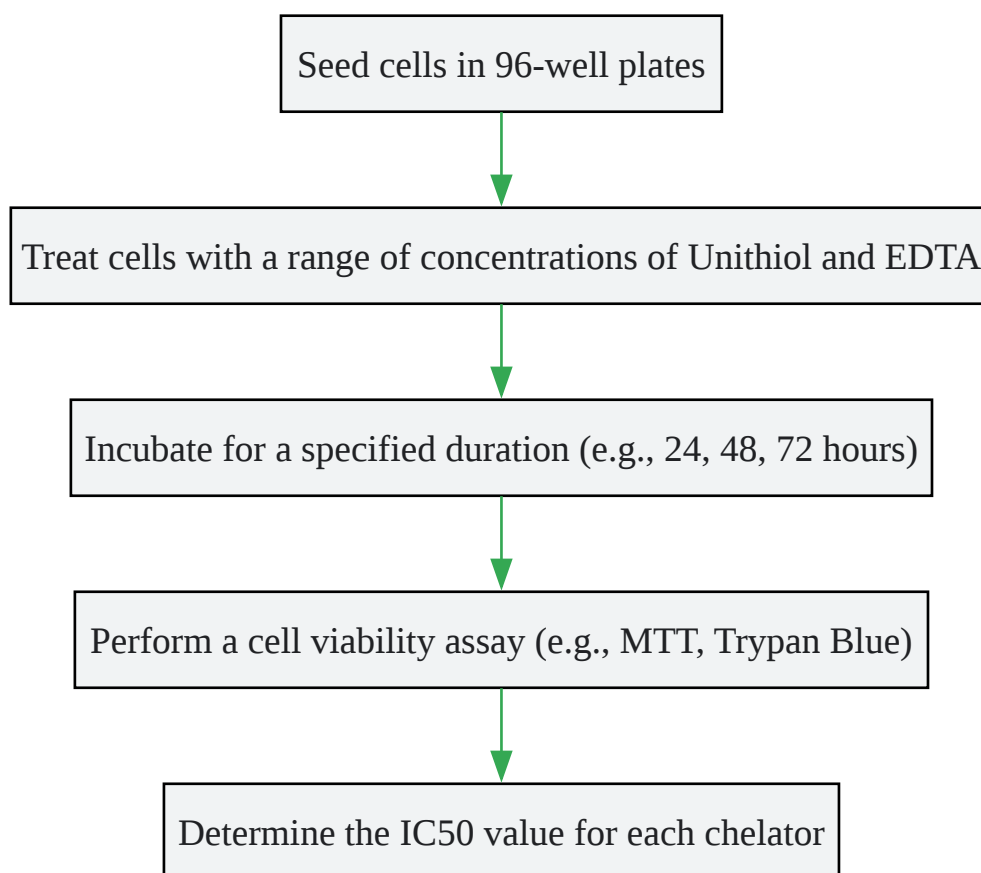 Seed cells in 96-well plates
Treat cells with a range of concentrations of Unithiol and EDTA
Incubate for a specified duration (e.g., 24, 48, 72 hours)
Perform a cell viability assay (e.g., MTT, Trypan Blue)
Determine the IC50 value for each chelator